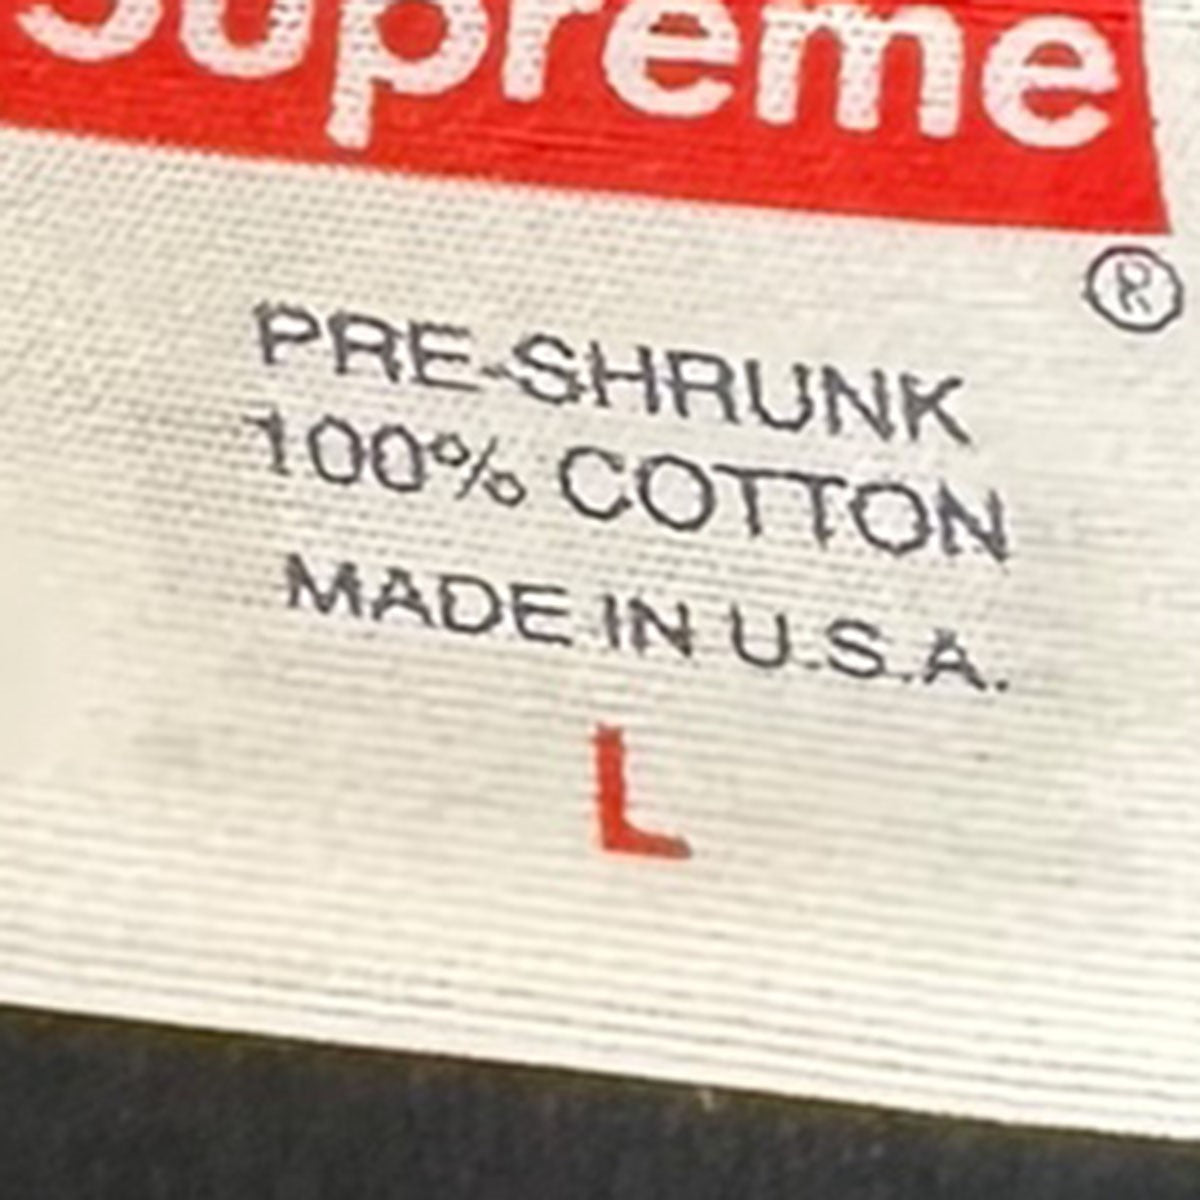 Supreme
®
PRE-SHRUNK
100% COTTON
MADE IN U.S.A.
L